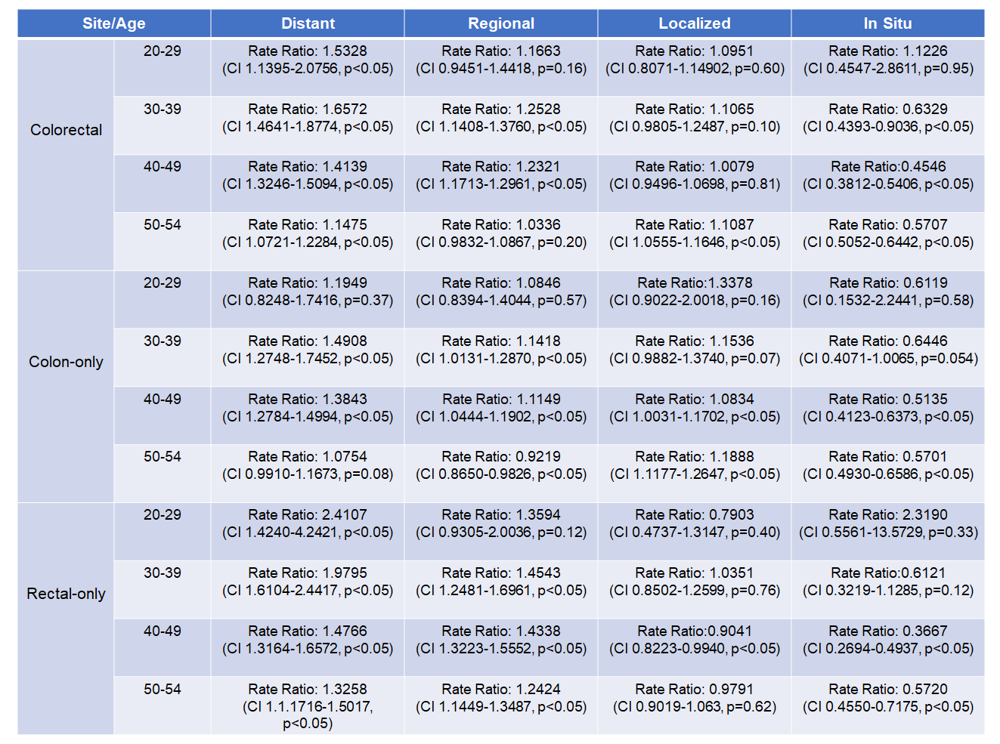 Site/Age Distant Regional Localized In Situ
Colorectal
20-29
Rate Ratio: 1.5328
(CI 1.1395-2.0756, p<0.05)
Rate Ratio: 1.1663
(CI 0.9451-1.4418, p=0.16)
Rate Ratio: 1.0951
(CI 0.8071-1.14902, p=0.60)
Rate Ratio: 1.1226
(CI 0.4547-2.8611, p=0.95)
30-39
Rate Ratio: 1.6572
(CI 1.4641-1.8774, p<0.05)
Rate Ratio: 1.2528
(CI 1.1408-1.3760, p<0.05)
Rate Ratio: 1.1065
(CI 0.9805-1.2487, p=0.10)
Rate Ratio: 0.6329
(CI 0.4393-0.9036, p<0.05)
40-49
Rate Ratio: 1.4139
(CI 1.3246-1.5094, p<0.05)
Rate Ratio: 1.2321
(CI 1.1713-1.2961, p<0.05)
Rate Ratio: 1.0079
(CI 0.9496-1.0698, p=0.81)
Rate Ratio:0.4546
(CI 0.3812-0.5406, p<0.05)
50-54
Rate Ratio: 1.1475
(CI 1.0721-1.2284, p<0.05)
Rate Ratio: 1.0336
(CI 0.9832-1.0867, p=0.20)
Rate Ratio: 1.1087
(CI 1.0555-1.1646, p<0.05)
Rate Ratio: 0.5707
(CI 0.5052-0.6442, p<0.05)
Colon-only
20-29
Rate Ratio: 1.1949
(CI 0.8248-1.7416, p=0.37)
Rate Ratio: 1.0846
(CI 0.8394-1.4044, p=0.57)
Rate Ratio:1.3378
(CI 0.9022-2.0018, p=0.16)
Rate Ratio: 0.6119
(CI 0.1532-2.2441, p=0.58)
30-39
Rate Ratio: 1.4908
(CI 1.2748-1.7452, p<0.05)
Rate Ratio: 1.1418
(CI 1.0131-1.2870, p<0.05)
Rate Ratio: 1.1536
(CI 0.9882-1.3740, p=0.07)
Rate Ratio: 0.6446
(CI 0.4071-1.0065, p=0.054)
40-49
Rate Ratio: 1.3843
(CI 1.2784-1.4994, p<0.05)
Rate Ratio: 1.1149
(CI 1.0444-1.1902, p<0.05)
Rate Ratio: 1.0834
(CI 1.0031-1.1702, p<0.05)
Rate Ratio: 0.5135
(CI 0.4123-0.6373, p<0.05)
50-54
Rate Ratio: 1.0754
(CI 0.9910-1.1673, p=0.08)
Rate Ratio: 0.9219
(CI 0.8650-0.9826, p<0.05)
Rate Ratio: 1.1888
(CI 1.1177-1.2647, p<0.05)
Rate Ratio: 0.5701
(CI 0.4930-0.6586, p<0.05)
Rectal-only
20-29
Rate Ratio: 2.4107
(CI 1.4240-4.2421, p<0.05)
Rate Ratio: 1.3594
(CI 0.9305-2.0036, p=0.12)
Rate Ratio: 0.7903
(CI 0.4737-1.3147, p=0.40)
Rate Ratio: 2.3190
(CI 0.5561-13.5729, p=0.33)
30-39
Rate Ratio: 1.9795
(CI 1.6104-2.4417, p<0.05)
Rate Ratio: 1.4543
(CI 1.2481-1.6961, p<0.05)
Rate Ratio: 1.0351
(CI 0.8502-1.2599, p=0.76)
Rate Ratio:0.6121
(CI 0.3219-1.1285, p=0.12)
40-49
Rate Ratio: 1.4766
(CI 1.3164-1.6572, p<0.05)
Rate Ratio: 1.4338
(CI 1.3223-1.5552, p<0.05)
Rate Ratio:0.9041
(CI 0.8223-0.9940, p<0.05)
Rate Ratio: 0.3667
(CI 0.2694-0.4937, p<0.05)
50-54
Rate Ratio: 1.3258
(CI 1.1.1716-1.5017,
p<0.05)
Rate Ratio: 1.2424
(CI 1.1449-1.3487, p<0.05)
Rate Ratio: 0.9791
(CI 0.9019-1.063, p=0.62)
Rate Ratio: 0.5720
(CI 0.4550-0.7175, p<0.05)